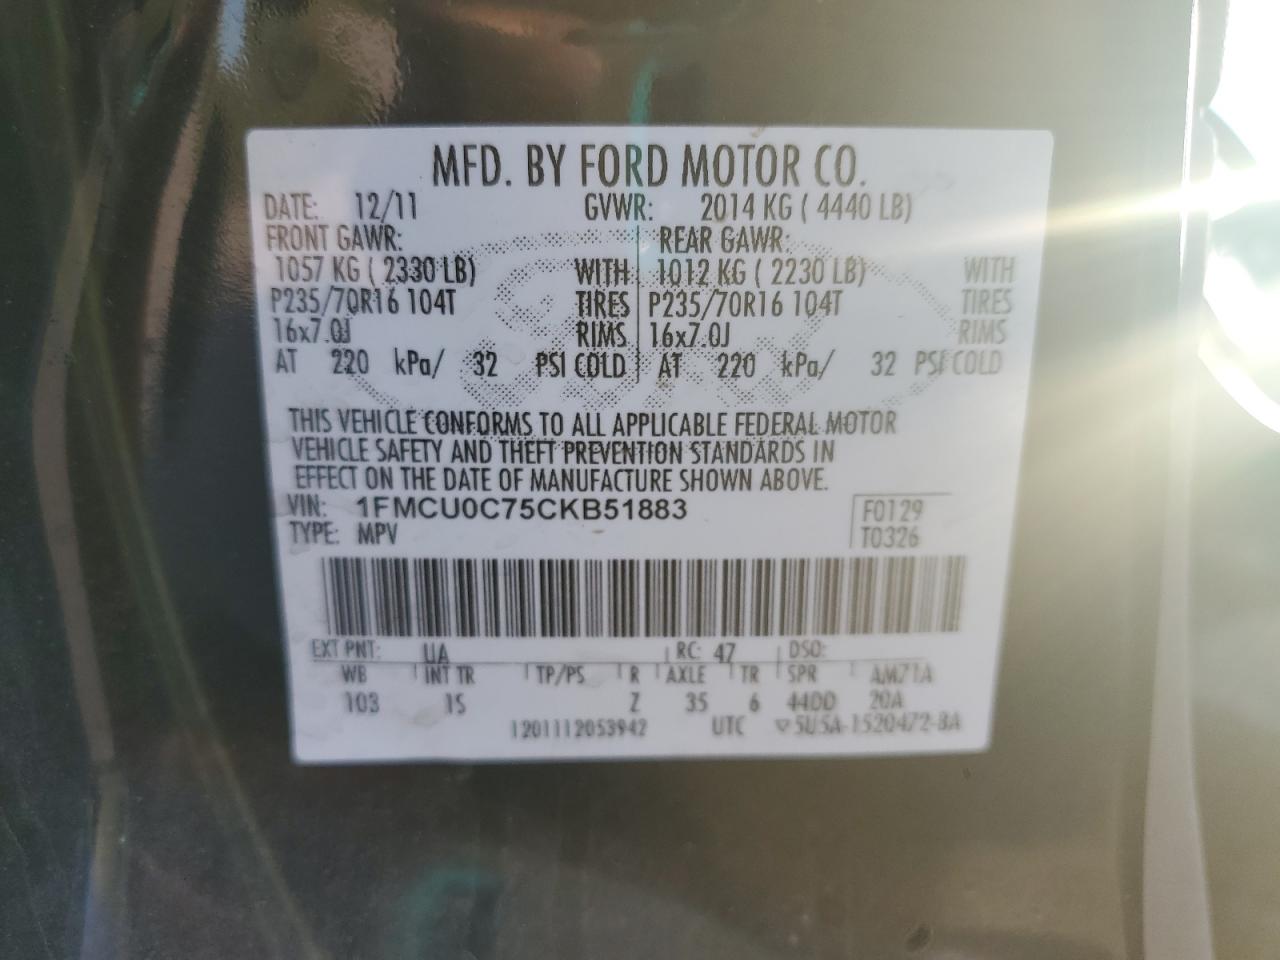 MFD. BY FORD MOTOR CO.
DATE: 12/11 GVWR: 2014 KG ( 4440 LB)
FRONT GAWR: REAR GAWR:
1057 KG ( 2330 LB) WITH 1012 KG ( 2230 LB) WITH
P235/70R16 104T TIRES P235/70R16 104T TIRES
16x7.0J RIMS 16x7.0J RIMS
AT 220 kPa/ 32 PSI COLD AT 220 kPa/ 32 PSI COLD
THIS VEHICLE CONFORMS TO ALL APPLICABLE FEDERAL MOTOR
VEHICLE SAFETY AND THEFT PREVENTION STANDARDS IN
EFFECT ON THE DATE OF MANUFACTURE SHOWN ABOVE.
VIN: 1FMCU0C75CKB51883 F0129
TYPE: MPV T0326
EXT PNT: UA RC: 47 DSO:
WB INT TR TP/PS R AXLE TR SPR AM71A
103 IS Z 35 6 44DD 20A
1201112053942 UTC ▽5U5A-1520472-BA